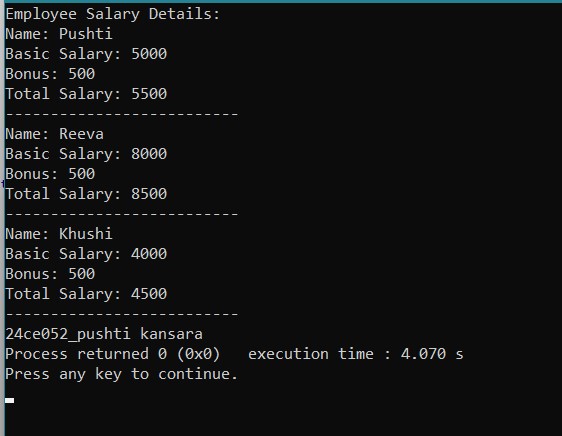 Employee Salary Details:
Name: Pushti
Basic Salary: 5000
Bonus: 500
Total Salary: 5500
-------------------------
Name: Reeva
Basic Salary: 8000
Bonus: 500
Total Salary: 8500
-------------------------
Name: Khushi
Basic Salary: 4000
Bonus: 500
Total Salary: 4500
-------------------------
24ce052_pushti kansara
Process returned 0 (0x0)   execution time : 4.070 s
Press any key to continue.